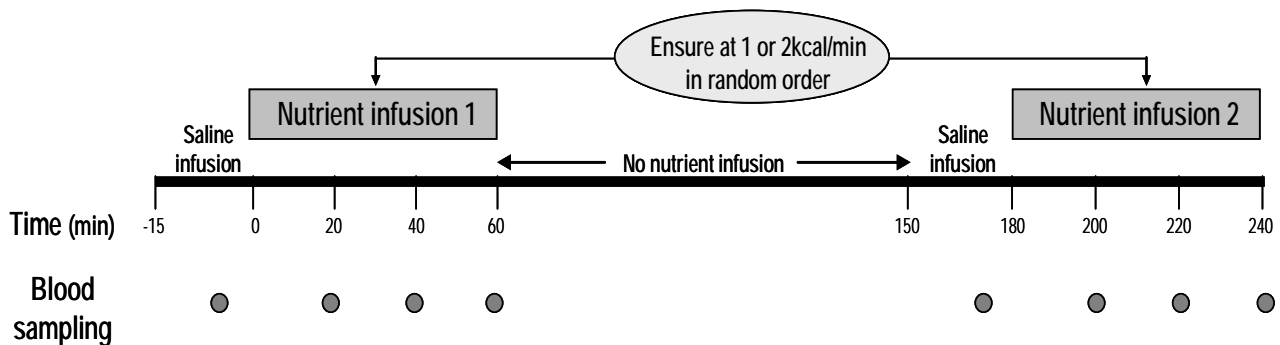 Ensure at 1 or 2kcal/min
in random order
Nutrient infusion 1
Nutrient infusion 2
Saline
infusion
No nutrient infusion
Saline
infusion
Time (min)
-15 0 20 40 60 150 180 200 220 240
Blood
sampling